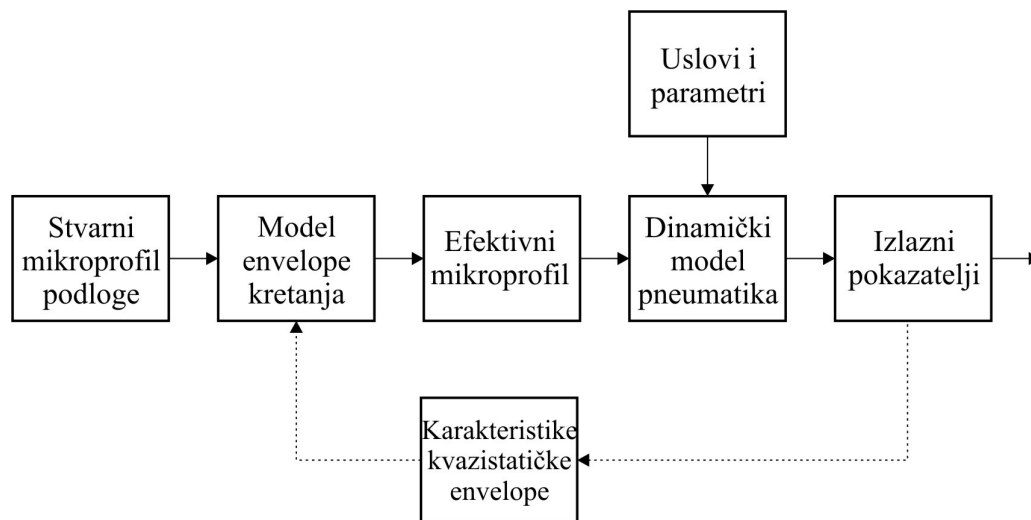 Uslovi i
parametri
Stvarni
mikroprofil
podloge
Model
envelope
kretanja
Efektivni
mikroprofil
Dinamički
model
pneumatika
Izlazni
pokazatelji
Karakteristike
kvazistatičke
envelope